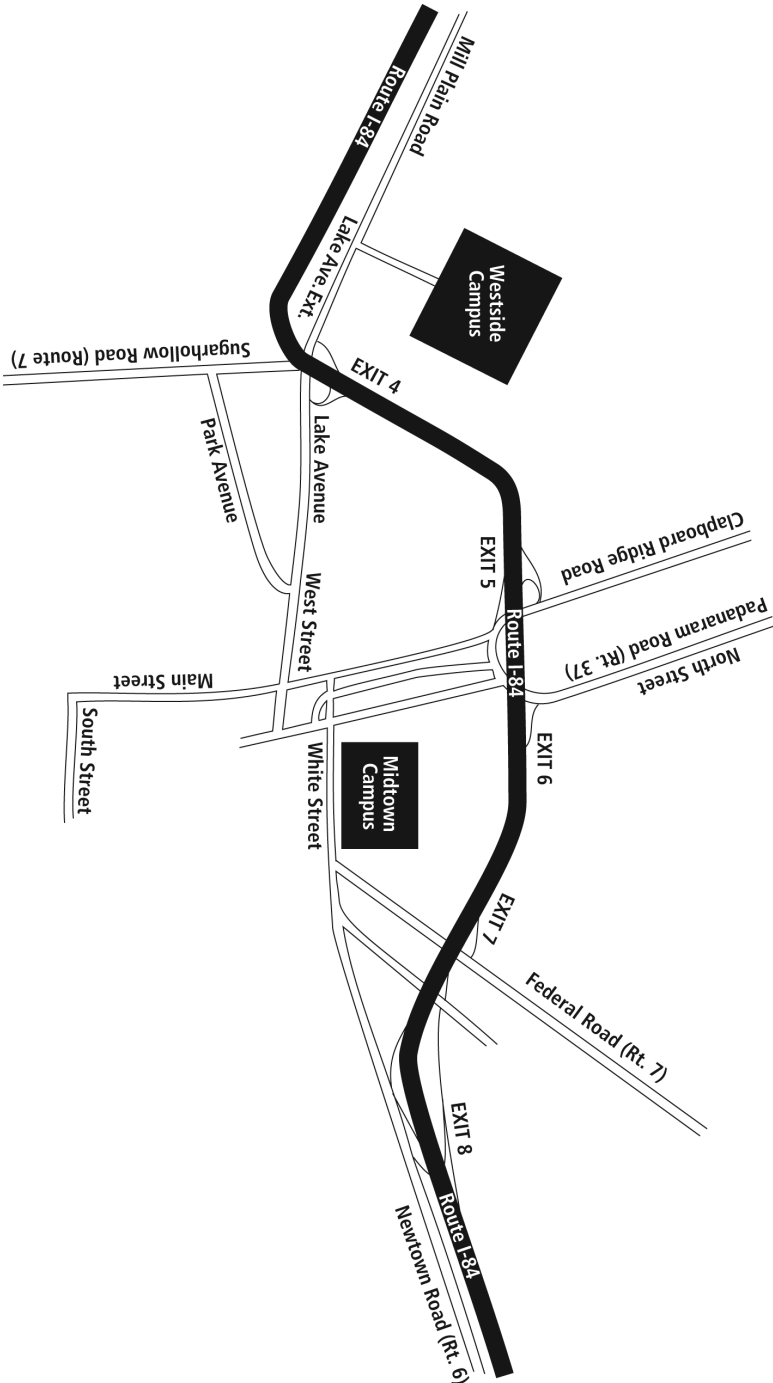 Route I-84
Mill Plain Road
Lake Ave. Ext.
Westside
Campus
Sugarhollow Road (Route 7)
EXIT 4
Park Avenue
Lake Avenue
EXIT 5
Clapboard Ridge Road
West Street
Route I-84
Padanaram Road (Rt. 37)
North Street
Main Street
South Street
White Street
Midtown
Campus
EXIT 6
EXIT 7
Federal Road (Rt. 7)
EXIT 8
Route I-84
Newtown Road (Rt. 6)